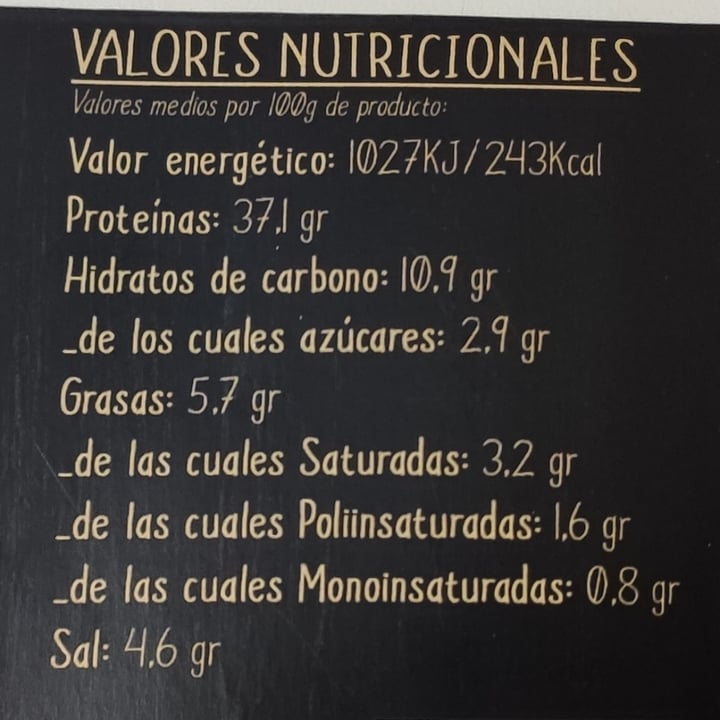 VALORES NUTRICIONALES
Valores medios por 100g de producto:
Valor energético: 1027KJ/243Kcal
Proteínas: 37,1 gr
Hidratos de carbono: 10,9 gr
_de los cuales azúcares: 2,9 gr
Grasas: 5,7 gr
_de las cuales Saturadas: 3,2 gr
_de las cuales Poliinsaturadas: 1,6 gr
_de las cuales Monoinsaturadas: 0,8 gr
Sal: 4,6 gr